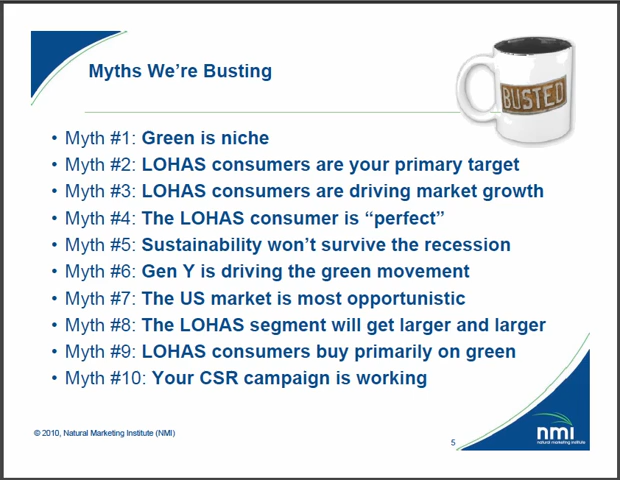 Myths We're Busting
BUSTED
• Myth #1: Green is niche
• Myth #2: LOHAS consumers are your primary target
• Myth #3: LOHAS consumers are driving market growth
• Myth #4: The LOHAS consumer is “perfect”
• Myth #5: Sustainability won't survive the recession
• Myth #6: Gen Y is driving the green movement
• Myth #7: The US market is most opportunistic
• Myth #8: The LOHAS segment will get larger and larger
• Myth #9: LOHAS consumers buy primarily on green
• Myth #10: Your CSR campaign is working
© 2010, Natural Marketing Institute (NMI)
5
nmi
natural marketing institute